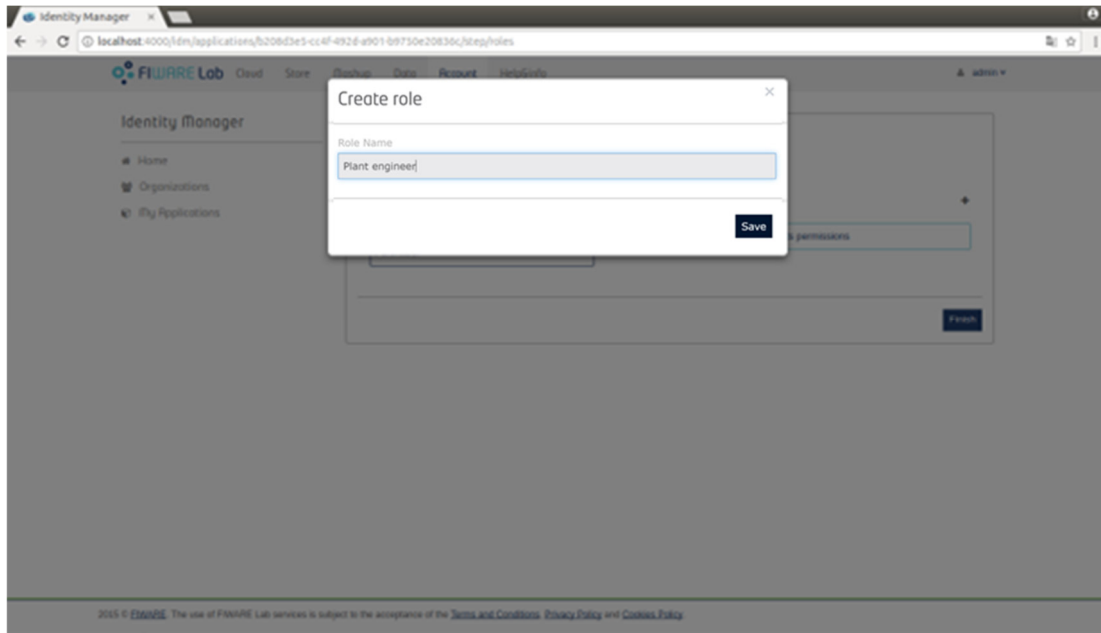 Identity Manager
localhost:4000/idm/applications/b208d3e5-cc4f-492d-a901-b9750e20836c/step/roles
FIWARE Lab Cloud Store Mashup Data Account Help&info admin
Create role
Identity Manager
Role Name
Home
Plant engineer
Organizations
My Applications
Save
permissions
Finish
2015 © FIWARE. The use of FIWARE Lab services is subject to the acceptance of the Terms and Conditions, Privacy Policy and Cookies Policy